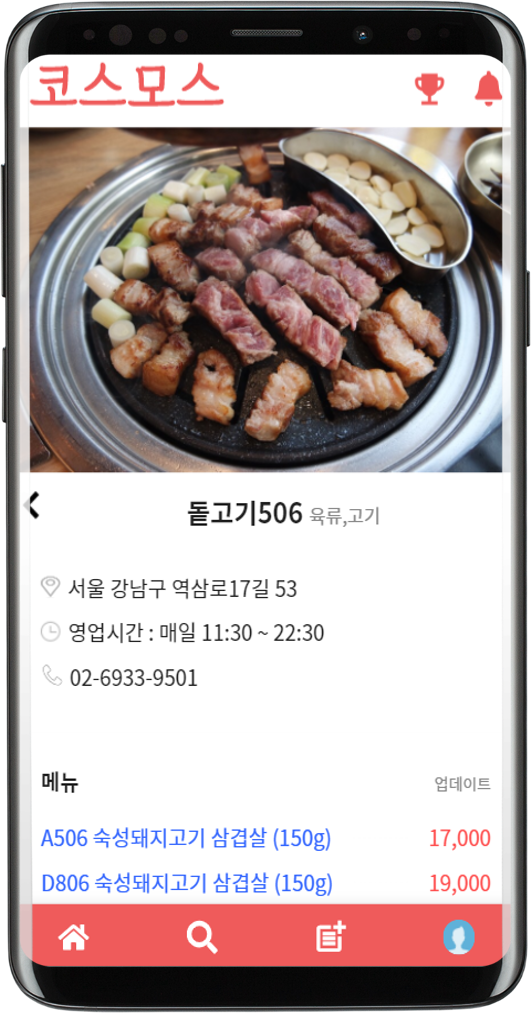 코스모스
돝고기506 육류,고기
서울 강남구 역삼로17길 53
영업시간 : 매일 11:30 ~ 22:30
02-6933-9501
메뉴 업데이트
A506 숙성돼지고기 삼겹살 (150g) 17,000
D806 숙성돼지고기 삼겹살 (150g) 19,000